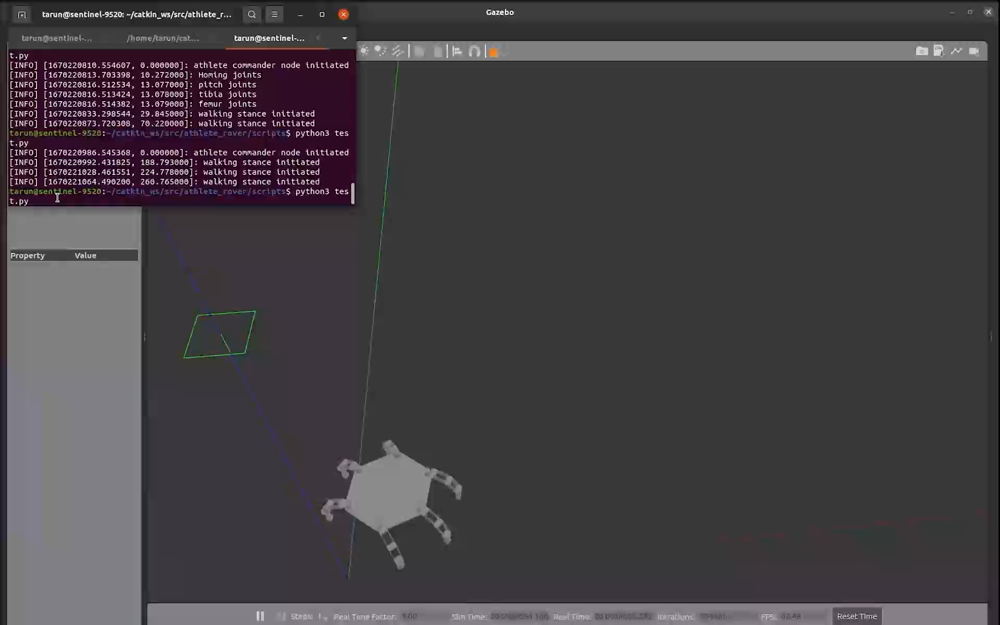 Gazebo
tarun@sentinel-9520: ~/catkin_ws/src/athlete_r...
tarun@sentinel-...
/home/tarun/cat...
tarun@sentinel-...
t.py
[INFO] [1670220810.554607, 0.000000]: athlete commander node initiated
[INFO] [1670220813.703398, 10.272000]: Homing joints
[INFO] [1670220816.512534, 13.077000]: pitch joints
[INFO] [1670220816.513424, 13.078000]: tibia joints
[INFO] [1670220816.514382, 13.079000]: femur joints
[INFO] [1670220833.298544, 29.845000]: walking stance initiated
[INFO] [1670220873.720308, 70.220000]: walking stance initiated
tarun@sentinel-9520:~/catkin_ws/src/athlete_rover/scripts$ python3 tes
t.py
[INFO] [1670220986.545368, 0.000000]: athlete commander node initiated
[INFO] [1670220992.431825, 188.793000]: walking stance initiated
[INFO] [1670221028.461551, 224.778000]: walking stance initiated
[INFO] [1670221064.490200, 260.765000]: walking stance initiated
tarun@sentinel-9520:~/catkin_ws/src/athlete_rover/scripts$ python3 tes
t.py
Property Value
Steps: Real Time Factor: Sim Time: Real Time: Iterations: FPS: Reset Time